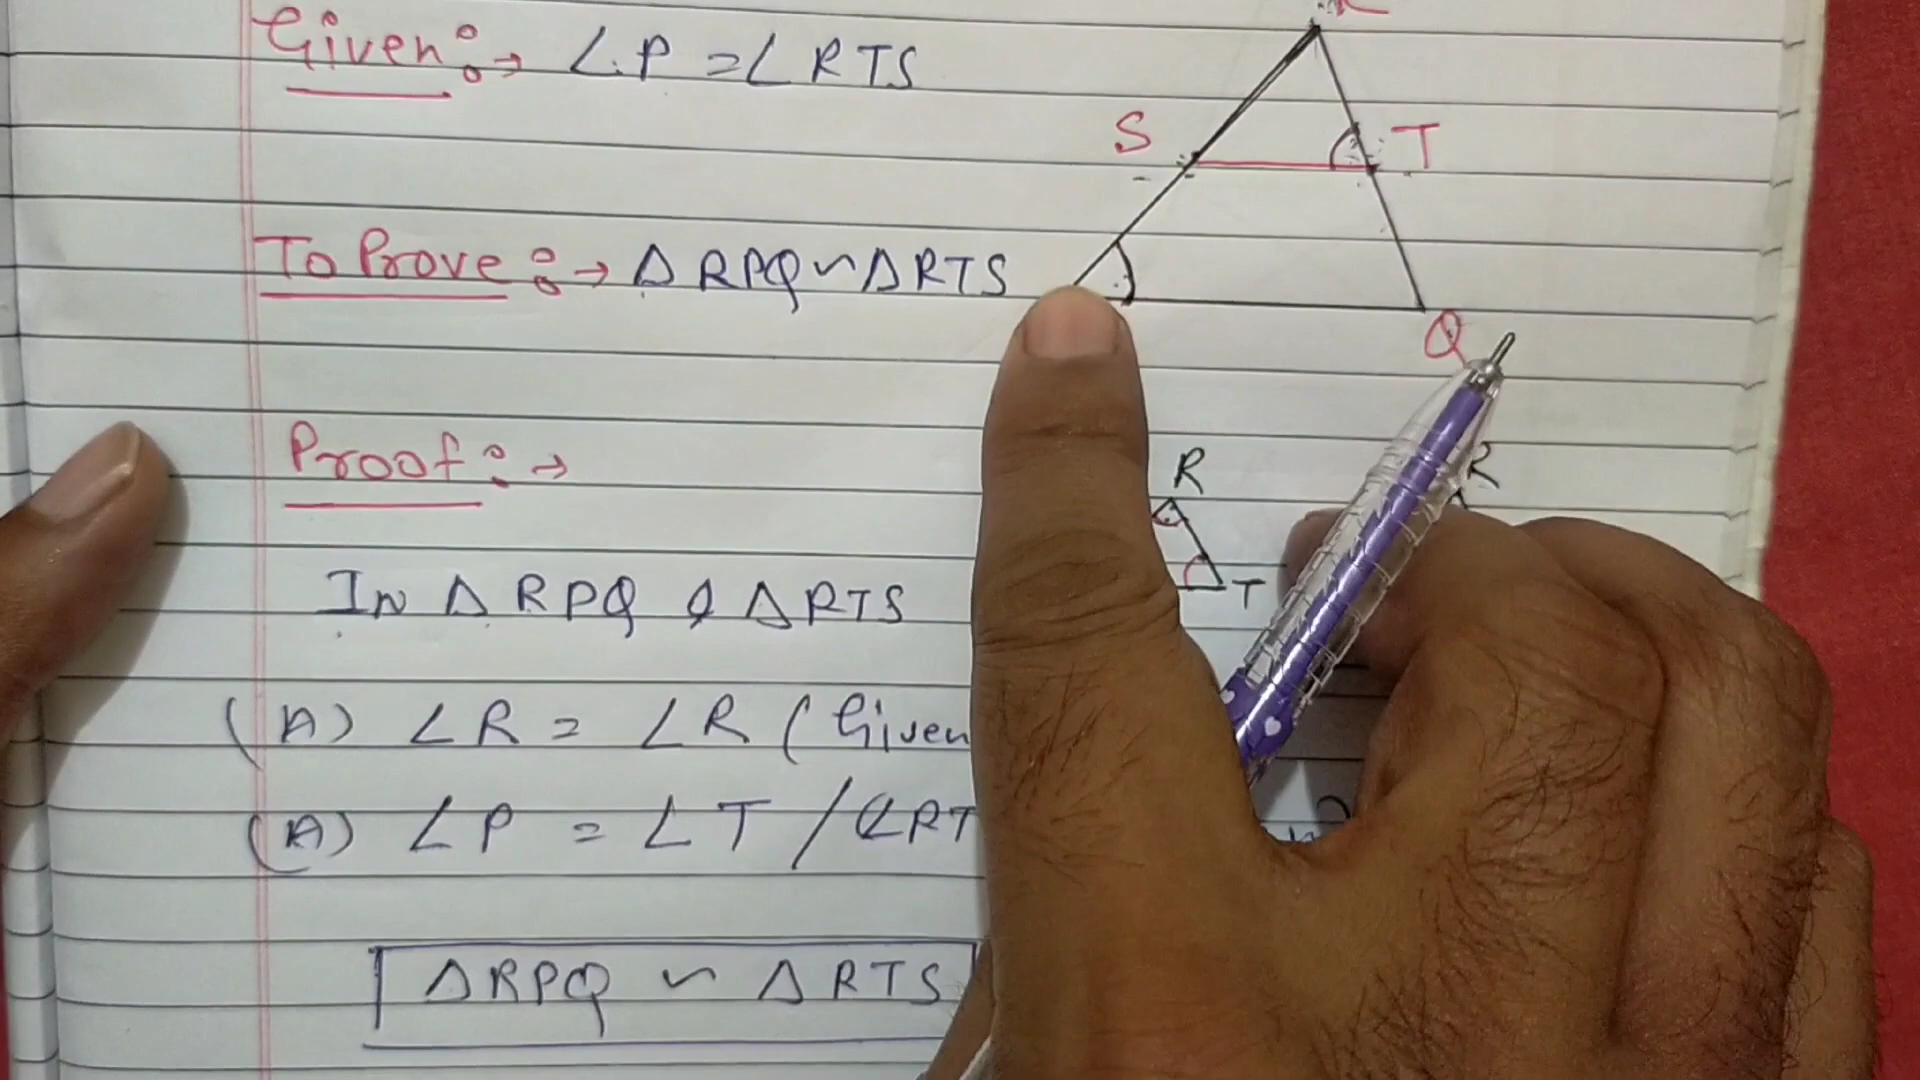 Given :→ ∠P = ∠RTS
S T
To Prove :→ ΔRPQ ~ ΔRTS
Q
Proof :→
R R
T
In ΔRPQ & ΔRTS
(A) ∠R = ∠R (Given
(A) ∠P = ∠T / ∠RT
ΔRPQ ~ ΔRTS